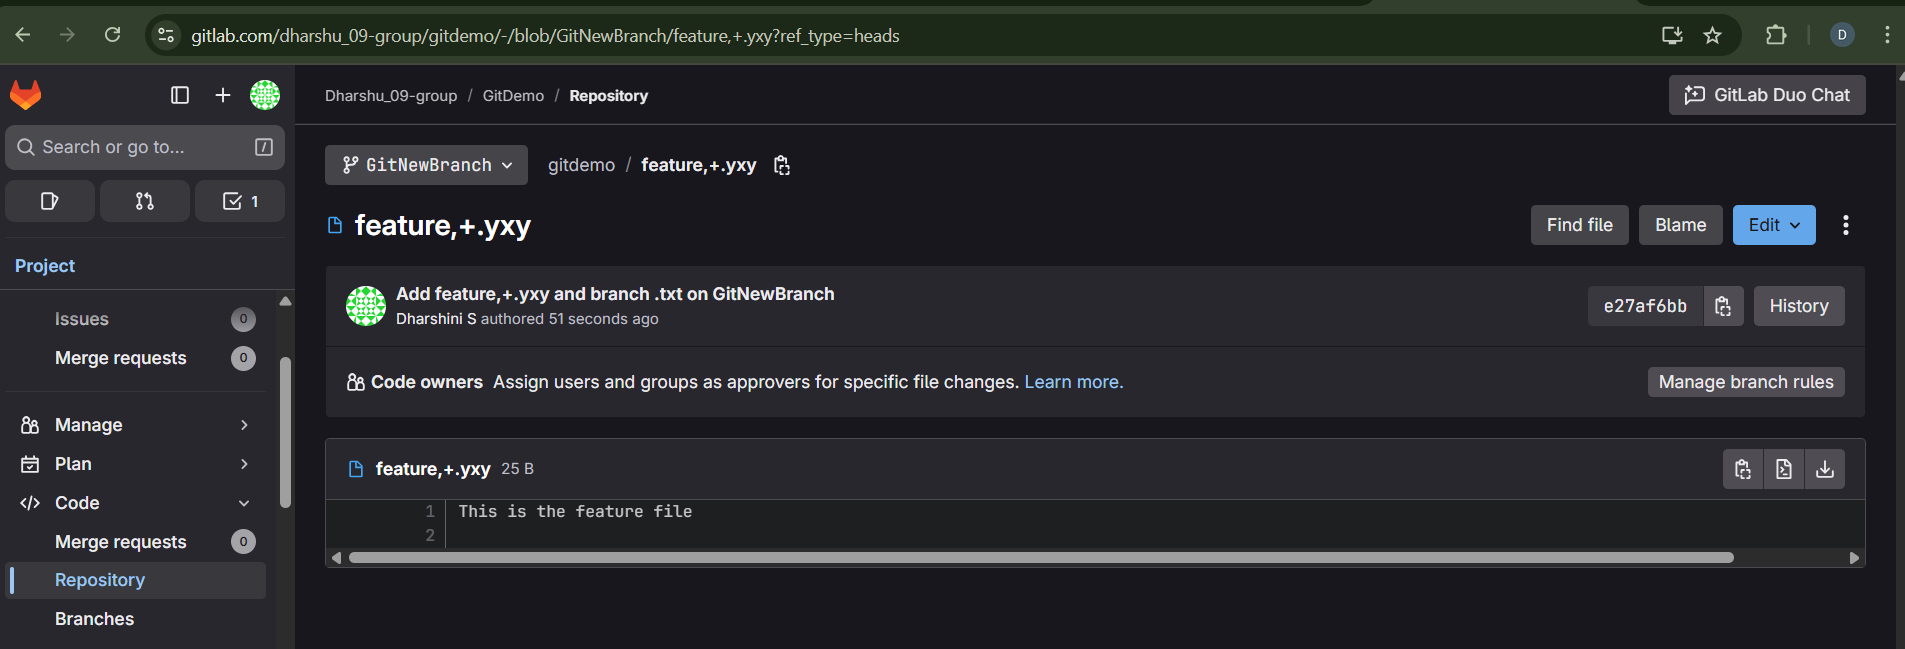 gitlab.com/dharshu_09-group/gitdemo/-/blob/GitNewBranch/feature,+.yxy?ref_type=heads
D
Dharshu_09-group / GitDemo / Repository
GitLab Duo Chat
Search or go to...
/
1
GitNewBranch
gitdemo / feature,+.yxy
feature,+.yxy
Find file
Blame
Edit
Project
Issues 0
Merge requests 0
Manage
Plan
Code
Merge requests 0
Repository
Branches
Add feature,+.yxy and branch .txt on GitNewBranch
Dharshini S authored 51 seconds ago
e27af6bb
History
Code owners Assign users and groups as approvers for specific file changes. Learn more.
Manage branch rules
feature,+.yxy 25 B
1 This is the feature file
2